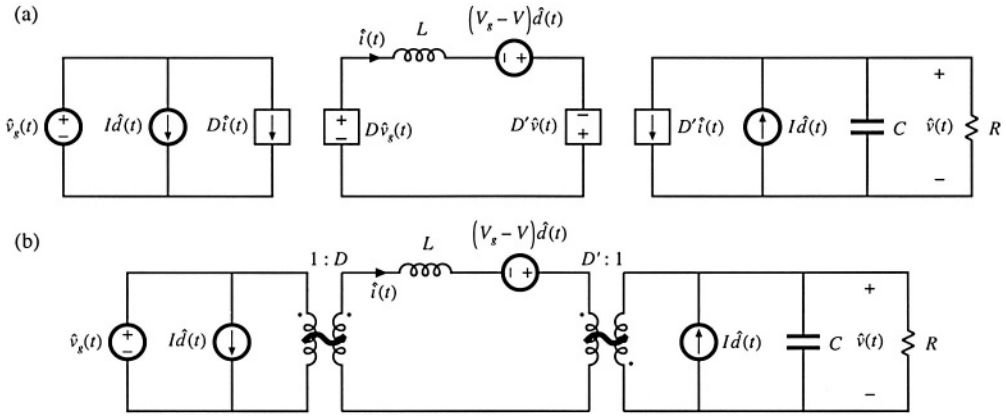 (a)
î(t) L (V_g − V)d̂(t)
v̂_g(t) + − Id̂(t) Dî(t) + − Dv̂_g(t) − + D′v̂(t) − + D′î(t) Id̂(t) C + v̂(t) − R
(b)
1 : D î(t) L (V_g − V)d̂(t) − + D′ : 1
v̂_g(t) + − Id̂(t) Id̂(t) C + v̂(t) − R